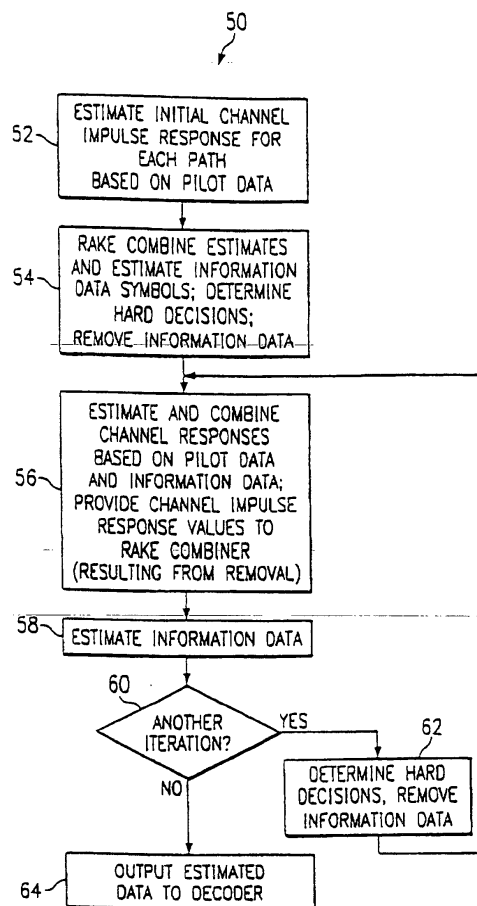 50
52
ESTIMATE INITIAL CHANNEL
IMPULSE RESPONSE FOR
EACH PATH
BASED ON PILOT DATA
54
RAKE COMBINE ESTIMATES
AND ESTIMATE INFORMATION
DATA SYMBOLS; DETERMINE
HARD DECISIONS;
REMOVE INFORMATION DATA
56
ESTIMATE AND COMBINE
CHANNEL RESPONSES
BASED ON PILOT DATA
AND INFORMATION DATA;
PROVIDE CHANNEL IMPULSE
RESPONSE VALUES TO
RAKE COMBINER
(RESULTING FROM REMOVAL)
58
ESTIMATE INFORMATION DATA
60
ANOTHER
ITERATION?
YES
NO
62
DETERMINE HARD
DECISIONS, REMOVE
INFORMATION DATA
64
OUTPUT ESTIMATED
DATA TO DECODER